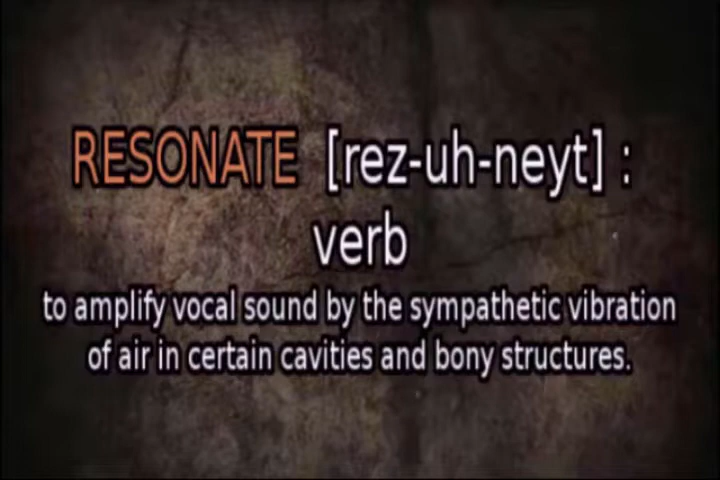 RESONATE [rez-uh-neyt] :
verb
to amplify vocal sound by the sympathetic vibration
of air in certain cavities and bony structures.